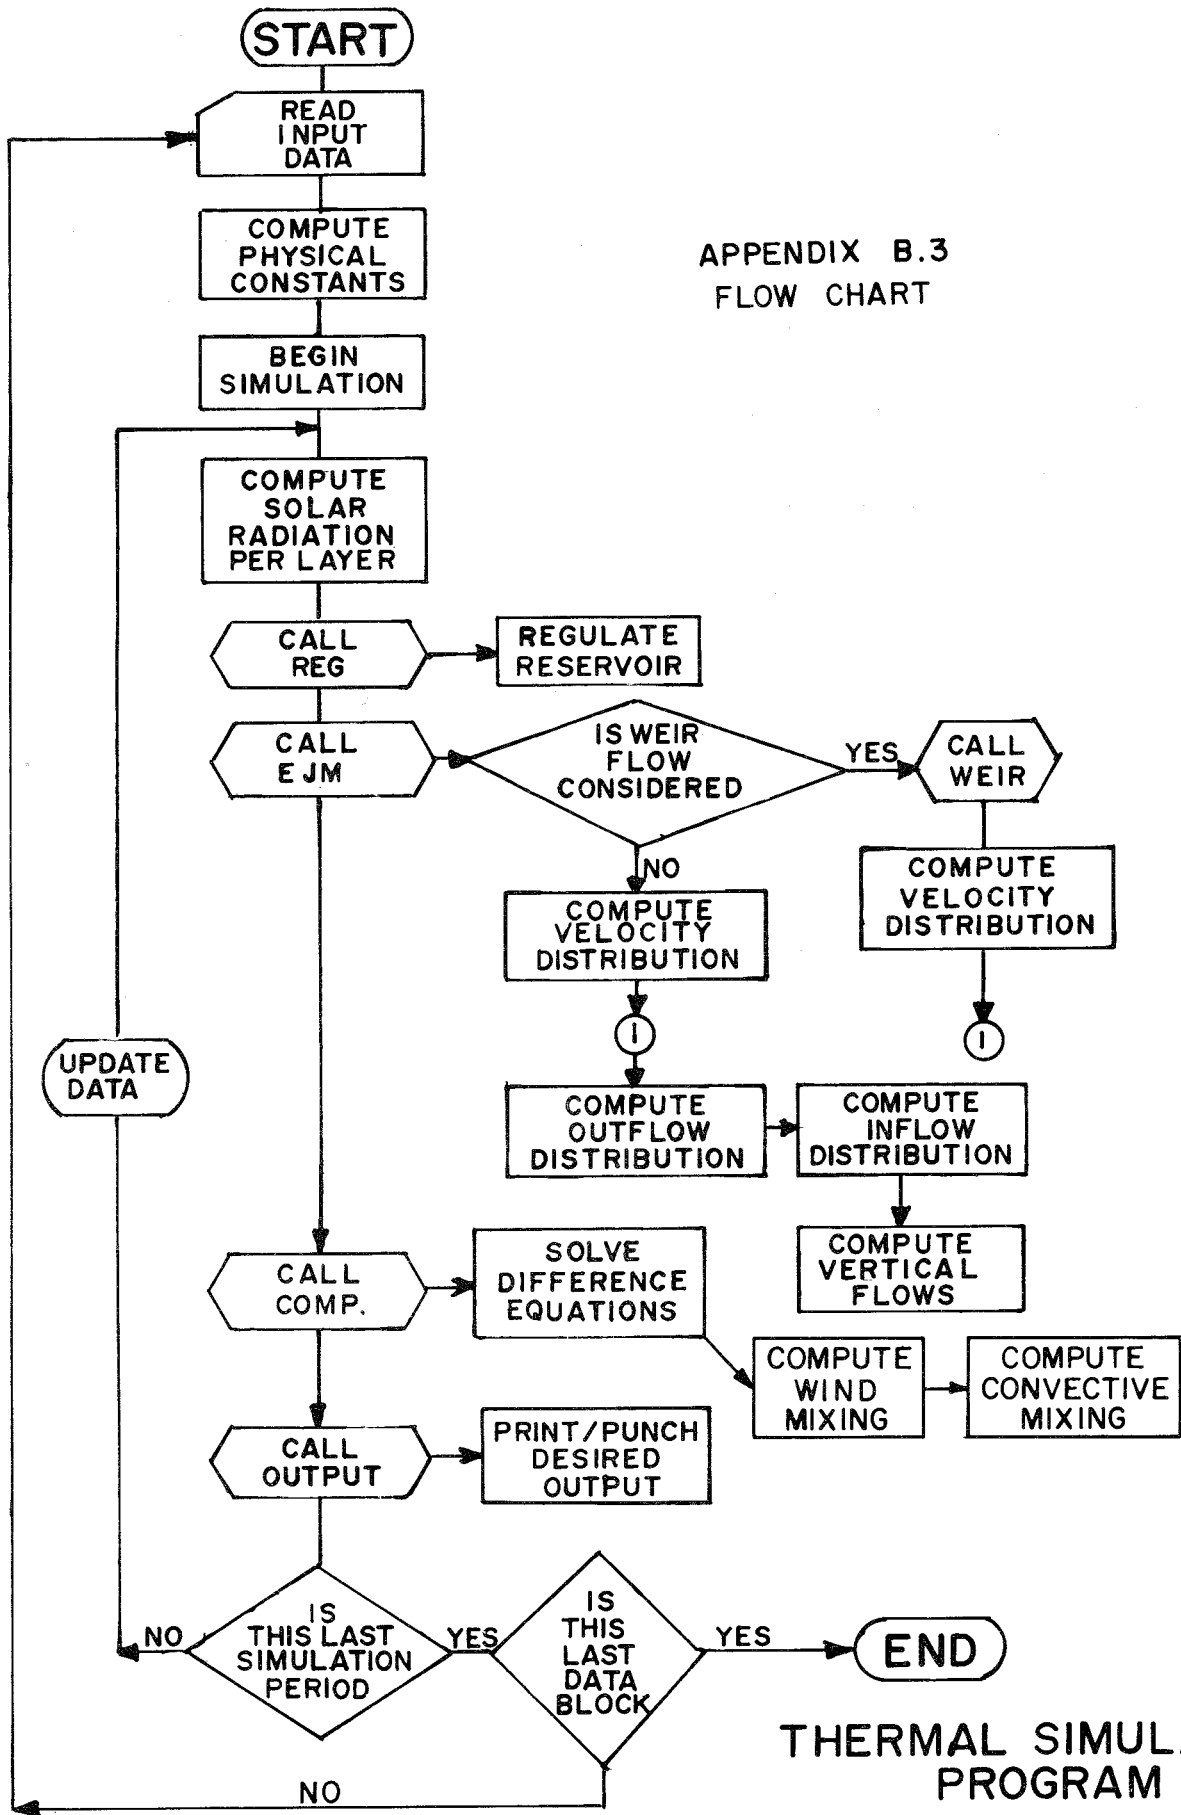 START
READ
INPUT
DATA
COMPUTE
PHYSICAL
CONSTANTS
APPENDIX B.3
FLOW CHART
BEGIN
SIMULATION
COMPUTE
SOLAR
RADIATION
PER LAYER
CALL
REG
REGULATE
RESERVOIR
CALL
EJM
IS WEIR
FLOW
CONSIDERED
YES
CALL
WEIR
NO
COMPUTE
VELOCITY
DISTRIBUTION
COMPUTE
VELOCITY
DISTRIBUTION
1
1
UPDATE
DATA
COMPUTE
OUTFLOW
DISTRIBUTION
COMPUTE
INFLOW
DISTRIBUTION
COMPUTE
VERTICAL
FLOWS
CALL
COMP.
SOLVE
DIFFERENCE
EQUATIONS
COMPUTE
WIND
MIXING
COMPUTE
CONVECTIVE
MIXING
CALL
OUTPUT
PRINT/PUNCH
DESIRED
OUTPUT
IS
THIS LAST
SIMULATION
PERIOD
NO
YES
IS
THIS
LAST
DATA
BLOCK
YES
END
NO
THERMAL SIMUL.
PROGRAM